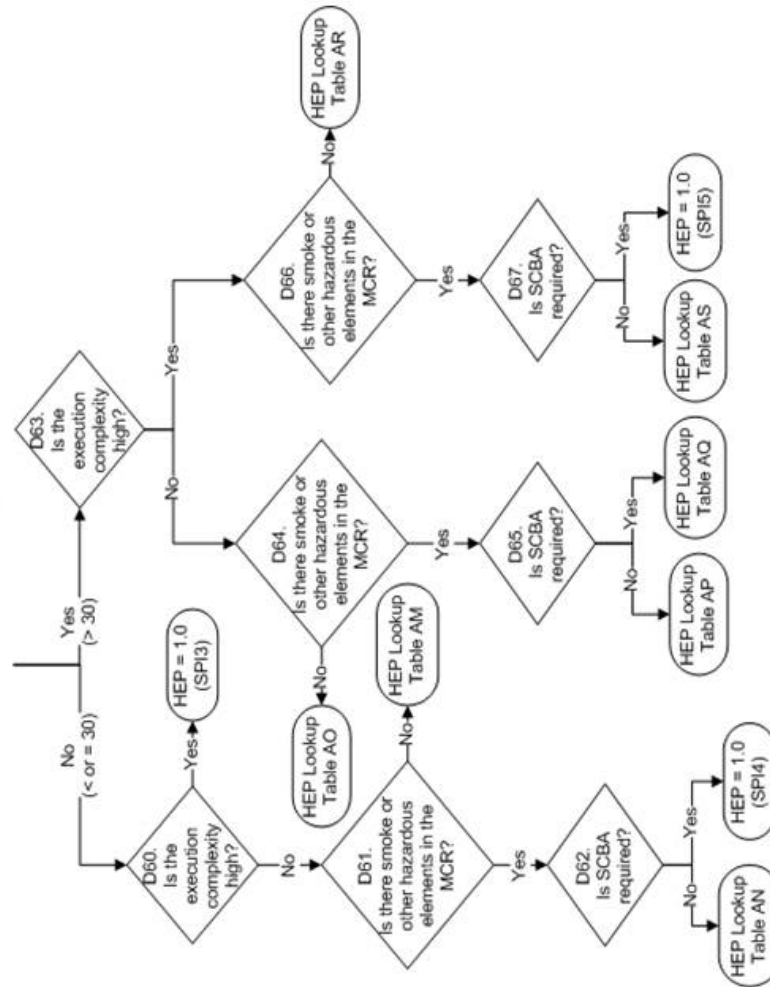 No
(< or = 30)
Yes
(> 30)
D60.
Is the
execution
complexity
high?
Yes
HEP = 1.0
(SPI3)
No
D61.
Is there smoke or
other hazardous
elements in the
MCR?
No
HEP Lookup
Table AM
Yes
D62.
Is SCBA
required?
No
Yes
HEP Lookup
Table AN
HEP = 1.0
(SPI4)
D63.
Is the
execution
complexity
high?
No
Yes
D64.
Is there smoke or
other hazardous
elements in the
MCR?
No
HEP Lookup
Table AO
Yes
D65.
Is SCBA
required?
No
Yes
HEP Lookup
Table AP
HEP Lookup
Table AQ
D66.
Is there smoke or
other hazardous
elements in the
MCR?
No
HEP Lookup
Table AR
Yes
D67.
Is SCBA
required?
No
Yes
HEP Lookup
Table AS
HEP = 1.0
(SPI5)